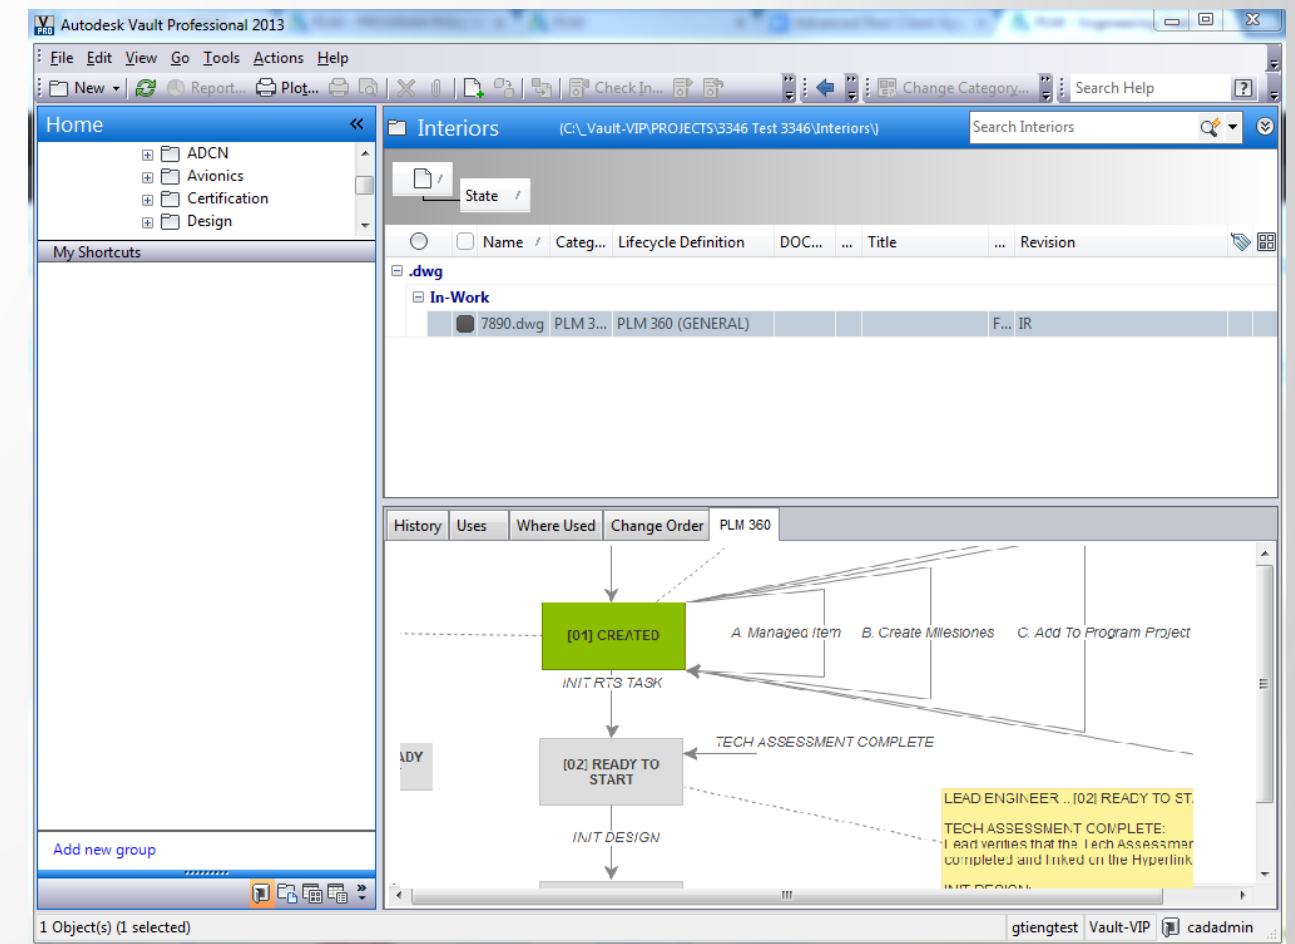 V PRO Autodesk Vault Professional 2013
File Edit View Go Tools Actions Help
New Report... Plot... Check In... Change Category... Search Help ?
Home «
Interiors (C:\_Vault-VIP\PROJECTS\3346 Test 3346\Interiors\) Search Interiors
ADCN
Avionics
Certification
Design
My Shortcuts
State
Name / Categ... Lifecycle Definition DOC... ... Title ... Revision
.dwg
In-Work
7890.dwg PLM 3... PLM 360 (GENERAL) F... IR
History Uses Where Used Change Order PLM 360
[01] CREATED
A. Managed Item B. Create Milestones C. Add To Program Project
INIT RTS TASK
TECH ASSESSMENT COMPLETE
ADY
[02] READY TO
START
LEAD ENGINEER .. [02] READY TO ST
TECH ASSESSMENT COMPLETE:
Lead verifies that the Tech Assessmer
completed and linked on the Hyperlink
INIT DESIGN
INIT DESIGN:
Add new group
1 Object(s) (1 selected) gtiengtest Vault-VIP cadadmin